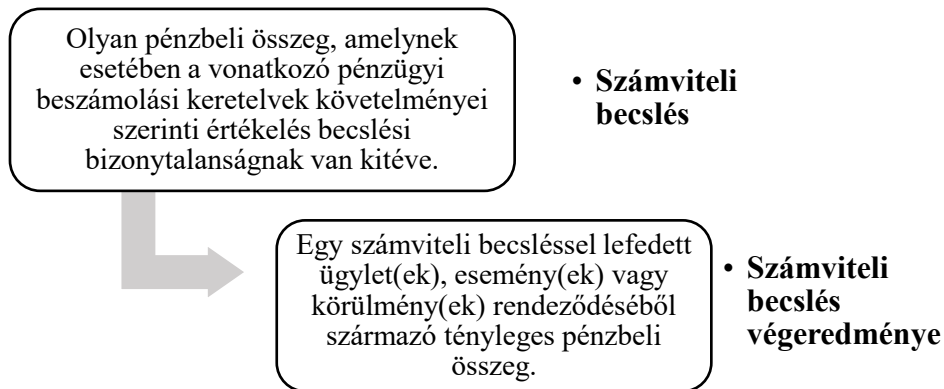 Olyan pénzbeli összeg, amelynek
esetében a vonatkozó pénzügyi
beszámolási keretelvek követelményei
szerinti értékelés becslési
bizonytalanságnak van kitéve.
• Számviteli
becslés
Egy számviteli becsléssel lefedett
ügylet(ek), esemény(ek) vagy
körülmény(ek) rendeződéséből
származó tényleges pénzbeli
összeg.
• Számviteli
becslés
végeredménye